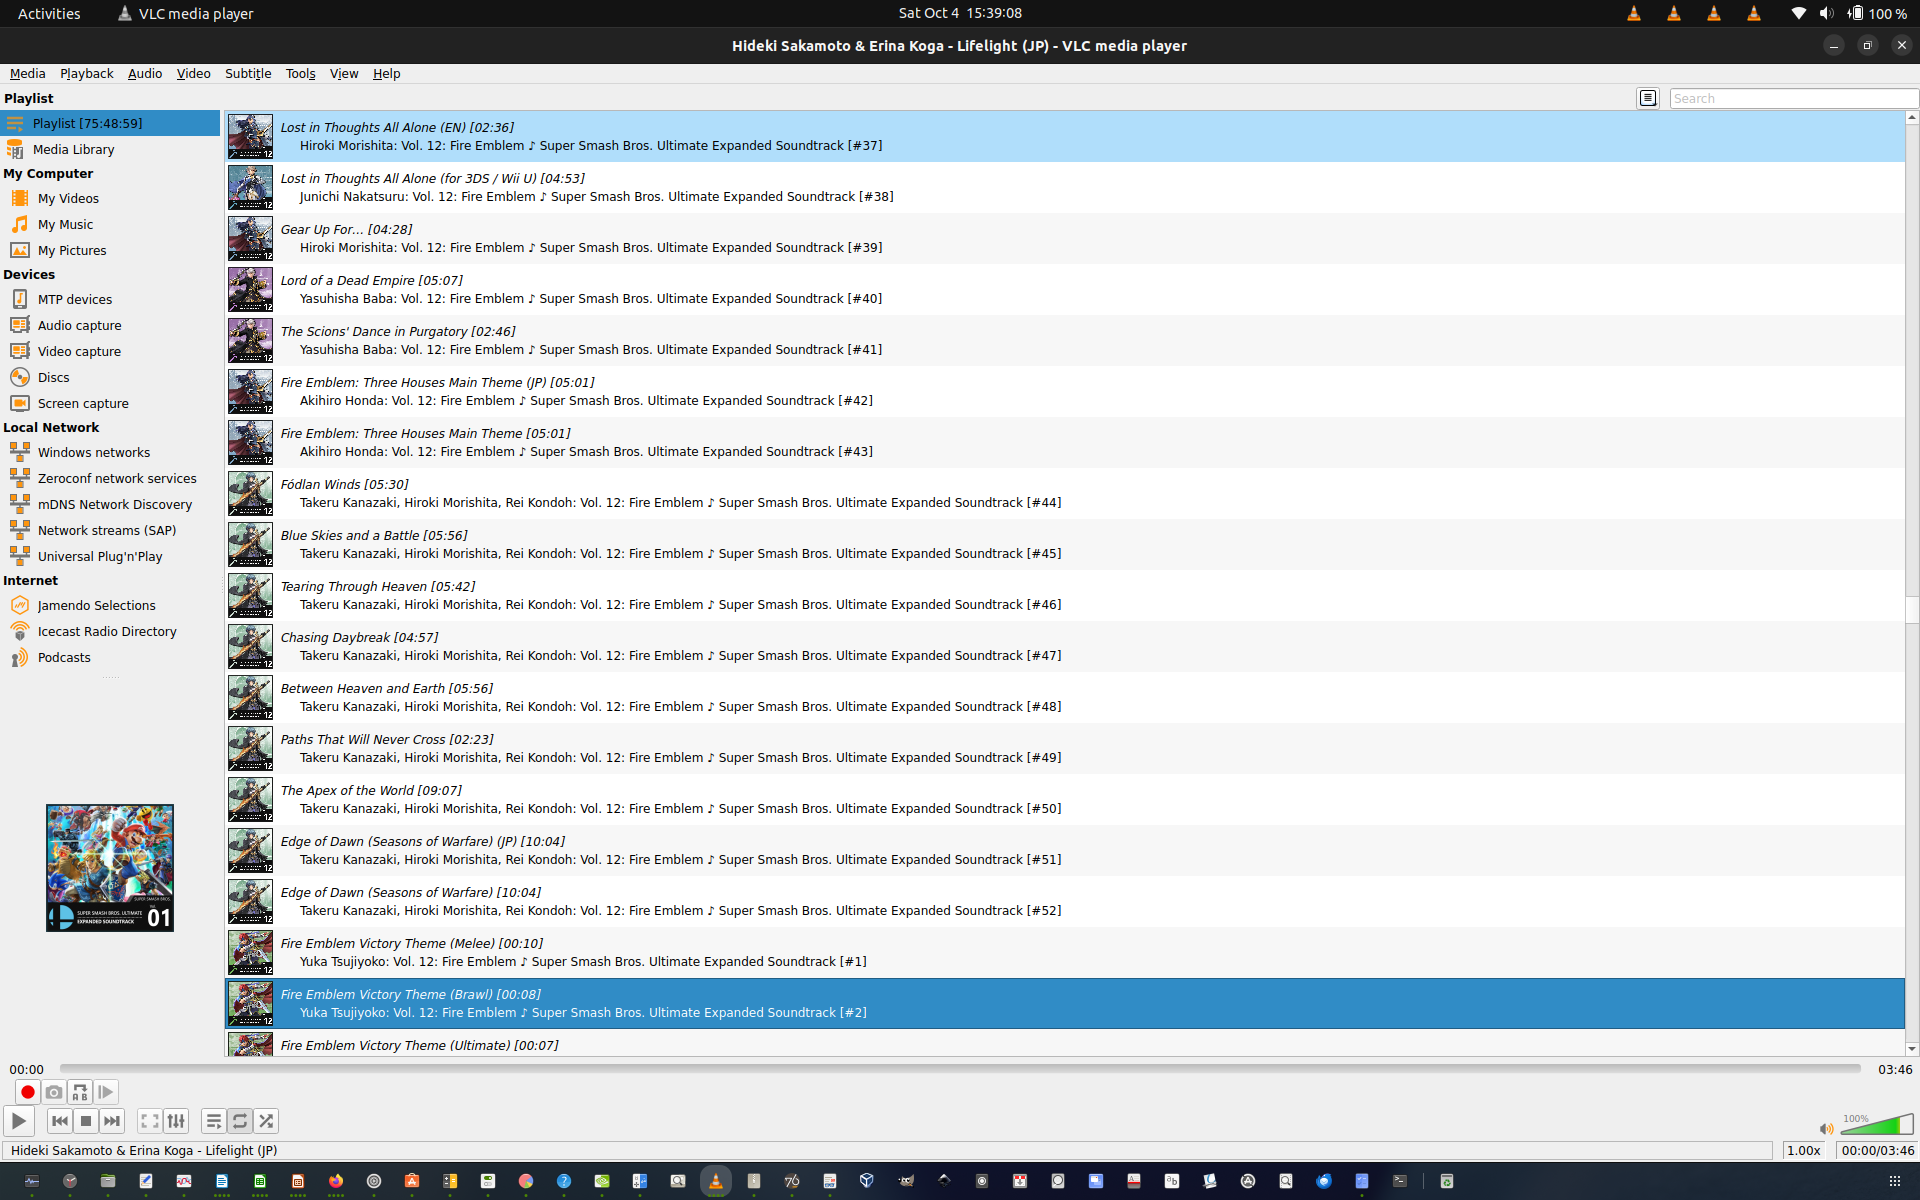 Activities
VLC media player
Sat Oct 4  15:39:08
100 %
Hideki Sakamoto & Erina Koga - Lifelight (JP) - VLC media player
Media Playback Audio Video Subtitle Tools View Help
Playlist
Search
Playlist [75:48:59]
Media Library
My Computer
My Videos
My Music
My Pictures
Devices
MTP devices
Audio capture
Video capture
Discs
Screen capture
Local Network
Windows networks
Zeroconf network services
mDNS Network Discovery
Network streams (SAP)
Universal Plug'n'Play
Internet
Jamendo Selections
Icecast Radio Directory
Podcasts
SUPER SMASH BROS. ULTIMATE
EXPANDED SOUNDTRACK
01
Lost in Thoughts All Alone (EN) [02:36]
Hiroki Morishita: Vol. 12: Fire Emblem ♪ Super Smash Bros. Ultimate Expanded Soundtrack [#37]
Lost in Thoughts All Alone (for 3DS / Wii U) [04:53]
Junichi Nakatsuru: Vol. 12: Fire Emblem ♪ Super Smash Bros. Ultimate Expanded Soundtrack [#38]
Gear Up For... [04:28]
Hiroki Morishita: Vol. 12: Fire Emblem ♪ Super Smash Bros. Ultimate Expanded Soundtrack [#39]
Lord of a Dead Empire [05:07]
Yasuhisa Baba: Vol. 12: Fire Emblem ♪ Super Smash Bros. Ultimate Expanded Soundtrack [#40]
The Scions' Dance in Purgatory [02:46]
Yasuhisa Baba: Vol. 12: Fire Emblem ♪ Super Smash Bros. Ultimate Expanded Soundtrack [#41]
Fire Emblem: Three Houses Main Theme (JP) [05:01]
Akihiro Honda: Vol. 12: Fire Emblem ♪ Super Smash Bros. Ultimate Expanded Soundtrack [#42]
Fire Emblem: Three Houses Main Theme [05:01]
Akihiro Honda: Vol. 12: Fire Emblem ♪ Super Smash Bros. Ultimate Expanded Soundtrack [#43]
Fódlan Winds [05:30]
Takeru Kanazaki, Hiroki Morishita, Rei Kondoh: Vol. 12: Fire Emblem ♪ Super Smash Bros. Ultimate Expanded Soundtrack [#44]
Blue Skies and a Battle [05:56]
Takeru Kanazaki, Hiroki Morishita, Rei Kondoh: Vol. 12: Fire Emblem ♪ Super Smash Bros. Ultimate Expanded Soundtrack [#45]
Tearing Through Heaven [05:42]
Takeru Kanazaki, Hiroki Morishita, Rei Kondoh: Vol. 12: Fire Emblem ♪ Super Smash Bros. Ultimate Expanded Soundtrack [#46]
Chasing Daybreak [04:57]
Takeru Kanazaki, Hiroki Morishita, Rei Kondoh: Vol. 12: Fire Emblem ♪ Super Smash Bros. Ultimate Expanded Soundtrack [#47]
Between Heaven and Earth [05:56]
Takeru Kanazaki, Hiroki Morishita, Rei Kondoh: Vol. 12: Fire Emblem ♪ Super Smash Bros. Ultimate Expanded Soundtrack [#48]
Paths That Will Never Cross [02:23]
Takeru Kanazaki, Hiroki Morishita, Rei Kondoh: Vol. 12: Fire Emblem ♪ Super Smash Bros. Ultimate Expanded Soundtrack [#49]
The Apex of the World [09:07]
Takeru Kanazaki, Hiroki Morishita, Rei Kondoh: Vol. 12: Fire Emblem ♪ Super Smash Bros. Ultimate Expanded Soundtrack [#50]
Edge of Dawn (Seasons of Warfare) (JP) [10:04]
Takeru Kanazaki, Hiroki Morishita, Rei Kondoh: Vol. 12: Fire Emblem ♪ Super Smash Bros. Ultimate Expanded Soundtrack [#51]
Edge of Dawn (Seasons of Warfare) [10:04]
Takeru Kanazaki, Hiroki Morishita, Rei Kondoh: Vol. 12: Fire Emblem ♪ Super Smash Bros. Ultimate Expanded Soundtrack [#52]
Fire Emblem Victory Theme (Melee) [00:10]
Yuka Tsujiyoko: Vol. 12: Fire Emblem ♪ Super Smash Bros. Ultimate Expanded Soundtrack [#1]
Fire Emblem Victory Theme (Brawl) [00:08]
Yuka Tsujiyoko: Vol. 12: Fire Emblem ♪ Super Smash Bros. Ultimate Expanded Soundtrack [#2]
Fire Emblem Victory Theme (Ultimate) [00:07]
00:00
03:46
100%
Hideki Sakamoto & Erina Koga - Lifelight (JP)
1.00x
00:00/03:46